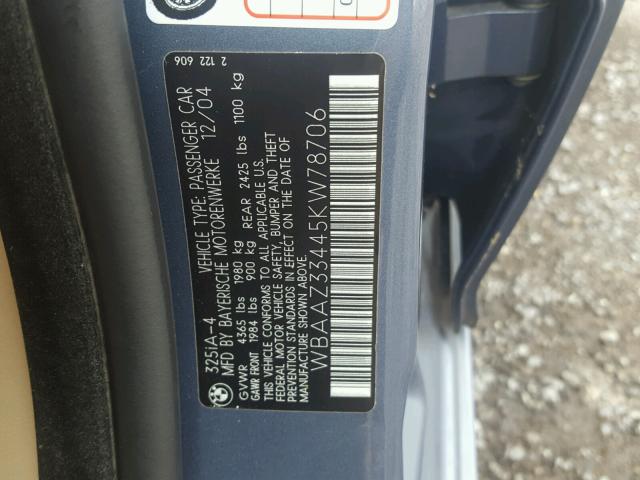 325iA-4 VEHICLE TYPE: PASSENGER CAR
MFD BY BAYERISCHE MOTORENWERKE 12/04
GVWR 4365 lbs 1980 kg
GAWR FRONT 1984 lbs 900 kg REAR 2425 lbs 1100 kg
THIS VEHICLE CONFORMS TO ALL APPLICABLE U.S.
FEDERAL MOTOR VEHICLE SAFETY, BUMPER AND THEFT
PREVENTION STANDARDS IN EFFECT ON THE DATE OF
MANUFACTURE SHOWN ABOVE.
WBAAZ33445KW78706
2 122 606